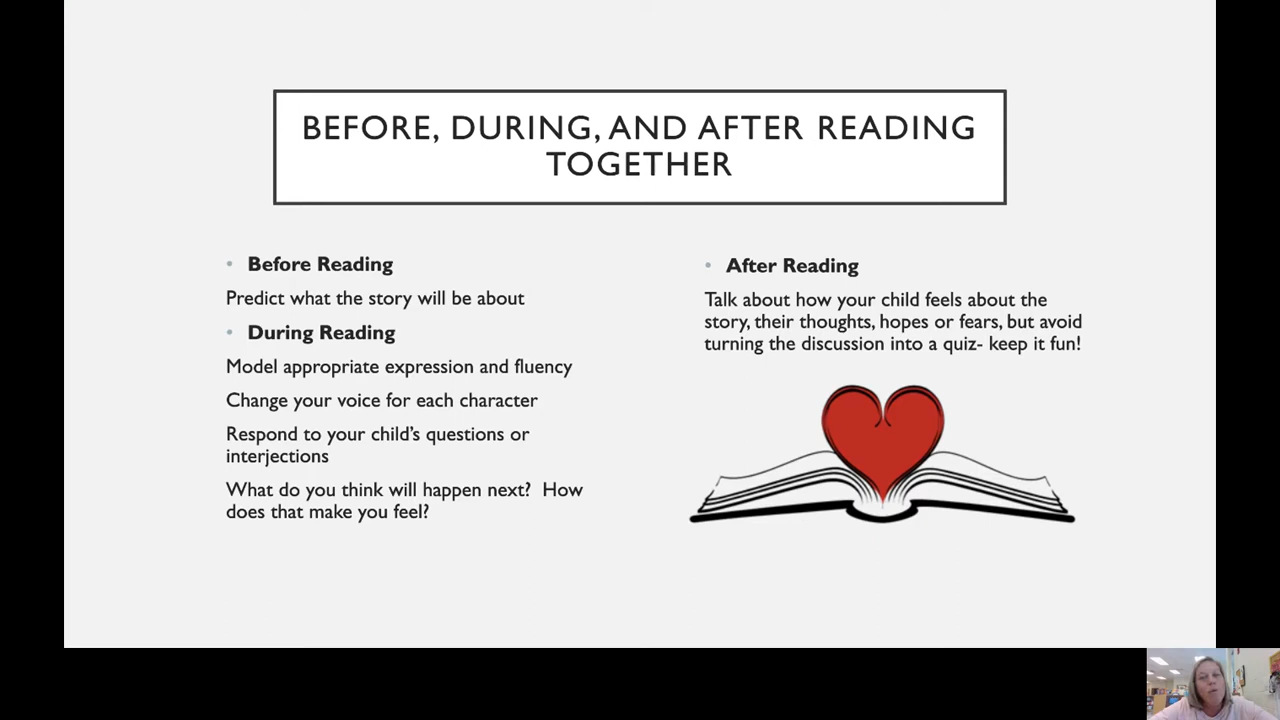 BEFORE, DURING, AND AFTER READING
TOGETHER
• Before Reading
Predict what the story will be about
• During Reading
Model appropriate expression and fluency
Change your voice for each character
Respond to your child's questions or
interjections
What do you think will happen next?  How
does that make you feel?
• After Reading
Talk about how your child feels about the
story, their thoughts, hopes or fears, but avoid
turning the discussion into a quiz- keep it fun!